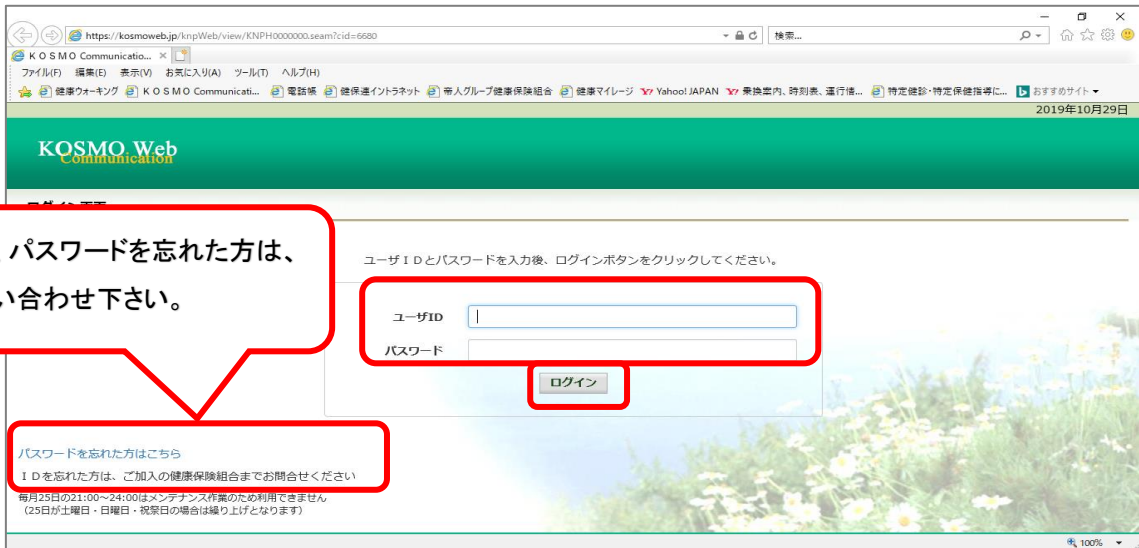 https://kosmoweb.jp/knpWeb/view/KNPH0000000.seam?cid=6680
検索...
K O S M O Communicatio...
ファイル(F) 編集(E) 表示(V) お気に入り(A) ツール(T) ヘルプ(H)
健康ウオーキング K O S M O Communicati... 電話帳 健保連イントラネット 帝人グループ健康保険組合 健康マイレージ Yahoo! JAPAN 乗換案内、時刻表、運行情... 特定健診・特定保健指導に... おすすめサイト
2019年10月29日
KOSMO Web
Communication
パスワードを忘れた方は、
い合わせ下さい。
ユーザＩＤとパスワードを入力後、ログインボタンをクリックしてください。
ユーザID
パスワード
ログイン
パスワードを忘れた方はこちら
ＩＤを忘れた方は、ご加入の健康保険組合までお問合せください
毎月25日の21:00～24:00はメンテナンス作業のため利用できません
（25日が土曜日・日曜日・祝祭日の場合は繰り上げとなります）
100%